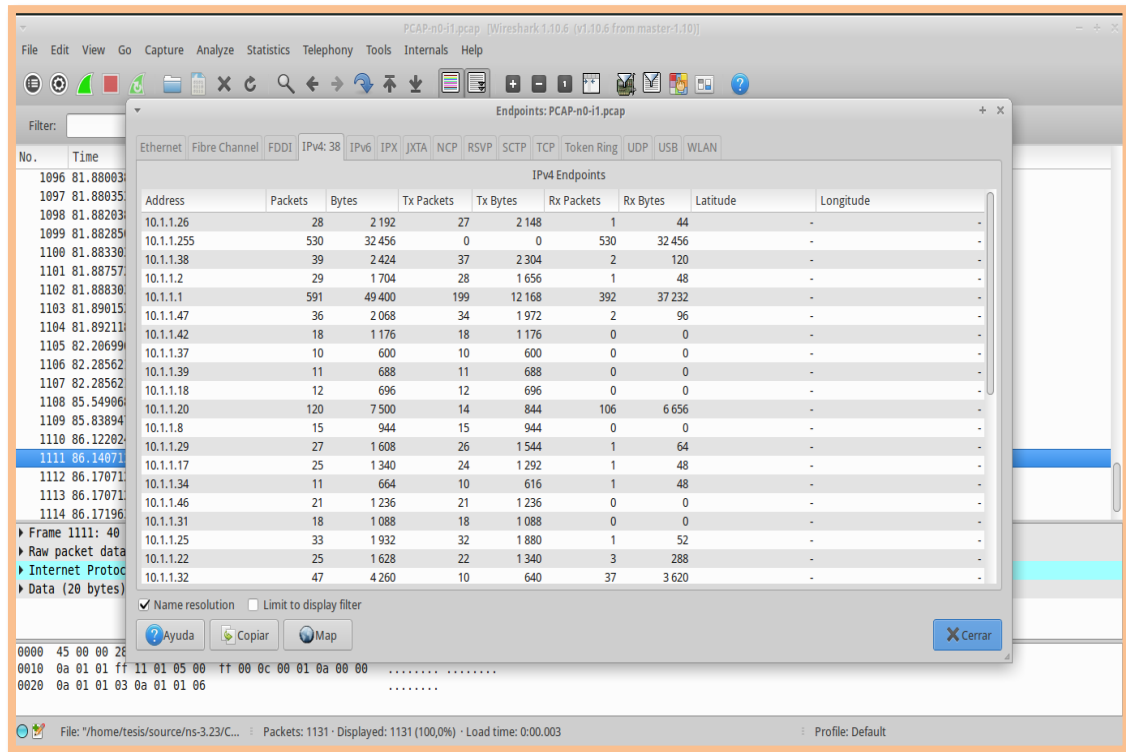 PCAP-n0-i1.pcap [Wireshark 1.10.6 (v1.10.6 from master-1.10)]
File Edit View Go Capture Analyze Statistics Telephony Tools Internals Help
Endpoints: PCAP-n0-i1.pcap
Filter:
Ethernet Fibre Channel FDDI IPv4: 38 IPv6 IPX JXTA NCP RSVP SCTP TCP Token Ring UDP USB WLAN
No. Time
IPv4 Endpoints
Address Packets Bytes Tx Packets Tx Bytes Rx Packets Rx Bytes Latitude Longitude
10.1.1.26 28 2 192 27 2 148 1 44 - -
10.1.1.255 530 32 456 0 0 530 32 456 - -
10.1.1.38 39 2 424 37 2 304 2 120 - -
10.1.1.2 29 1 704 28 1 656 1 48 - -
10.1.1.1 591 49 400 199 12 168 392 37 232 - -
10.1.1.47 36 2 068 34 1 972 2 96 - -
10.1.1.42 18 1 176 18 1 176 0 0 - -
10.1.1.37 10 600 10 600 0 0 - -
10.1.1.39 11 688 11 688 0 0 - -
10.1.1.18 12 696 12 696 0 0 - -
10.1.1.20 120 7 500 14 844 106 6 656 - -
10.1.1.8 15 944 15 944 0 0 - -
10.1.1.29 27 1 608 26 1 544 1 64 - -
10.1.1.17 25 1 340 24 1 292 1 48 - -
10.1.1.34 11 664 10 616 1 48 - -
10.1.1.46 21 1 236 21 1 236 0 0 - -
10.1.1.31 18 1 088 18 1 088 0 0 - -
10.1.1.25 33 1 932 32 1 880 1 52 - -
10.1.1.22 25 1 628 22 1 340 3 288 - -
10.1.1.32 47 4 260 10 640 37 3 620 - -
Name resolution Limit to display filter
Ayuda Copiar Map Cerrar
1096 81.88003
1097 81.88035
1098 81.88203
1099 81.88285
1100 81.88330
1101 81.88757
1102 81.88830
1103 81.89015
1104 81.89211
1105 82.20699
1106 82.28562
1107 82.28562
1108 85.54906
1109 85.83894
1110 86.12202
1111 86.14071
1112 86.17071
1113 86.17071
1114 86.17196
Frame 1111: 40
Raw packet data
Internet Protoc
Data (20 bytes)
0000 45 00 00 28
0010 0a 01 01 ff 11 01 05 00 ff 00 0c 00 01 0a 00 00 ........ ........
0020 0a 01 01 03 0a 01 01 06 ........
File: "/home/tesis/source/ns-3.23/C... Packets: 1131 · Displayed: 1131 (100,0%) · Load time: 0:00.003 Profile: Default